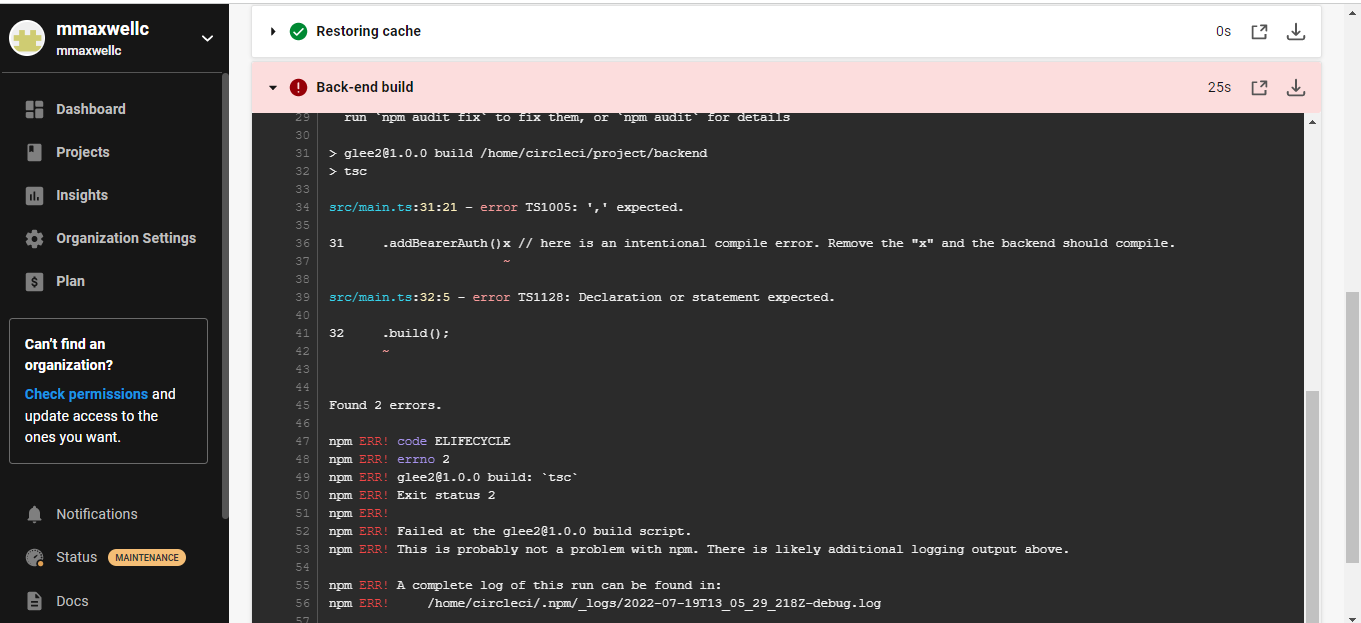 mmaxwellc
mmaxwellc
Dashboard
Projects
Insights
Organization Settings
Plan
Can't find an
organization?
Check permissions and
update access to the
ones you want.
Notifications
Status MAINTENANCE
Docs
Restoring cache 0s
Back-end build 25s
29 run `npm audit fix` to fix them, or `npm audit` for details
30
31 > glee2@1.0.0 build /home/circleci/project/backend
32 > tsc
33
34 src/main.ts:31:21 - error TS1005: ',' expected.
35
36 31     .addBearerAuth()x // here is an intentional compile error. Remove the "x" and the backend should compile.
37 ~
38
39 src/main.ts:32:5 - error TS1128: Declaration or statement expected.
40
41 32     .build();
42 ~
43
44
45 Found 2 errors.
46
47 npm ERR! code ELIFECYCLE
48 npm ERR! errno 2
49 npm ERR! glee2@1.0.0 build: `tsc`
50 npm ERR! Exit status 2
51 npm ERR!
52 npm ERR! Failed at the glee2@1.0.0 build script.
53 npm ERR! This is probably not a problem with npm. There is likely additional logging output above.
54
55 npm ERR! A complete log of this run can be found in:
56 npm ERR!     /home/circleci/.npm/_logs/2022-07-19T13_05_29_218Z-debug.log
57